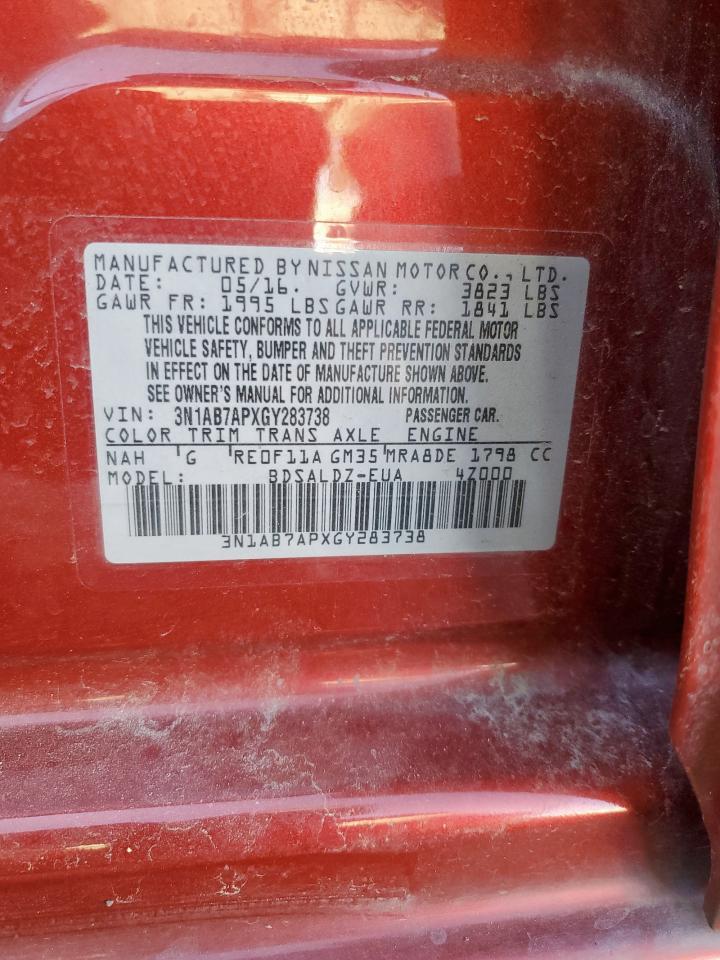 MANUFACTURED BY NISSAN MOTOR CO., LTD.
DATE: 05/16. GVWR: 3823 LBS
GAWR FR: 1995 LBS GAWR RR: 1841 LBS
THIS VEHICLE CONFORMS TO ALL APPLICABLE FEDERAL MOTOR
VEHICLE SAFETY, BUMPER AND THEFT PREVENTION STANDARDS
IN EFFECT ON THE DATE OF MANUFACTURE SHOWN ABOVE.
SEE OWNER'S MANUAL FOR ADDITIONAL INFORMATION.
VIN: 3N1AB7APXGY283738 PASSENGER CAR.
COLOR TRIM TRANS AXLE ENGINE
NAH G RE0F11A GM35 MRA8DE 1798 CC
MODEL: BDSALDZ-EUA 4Z000
3N1AB7APXGY283738